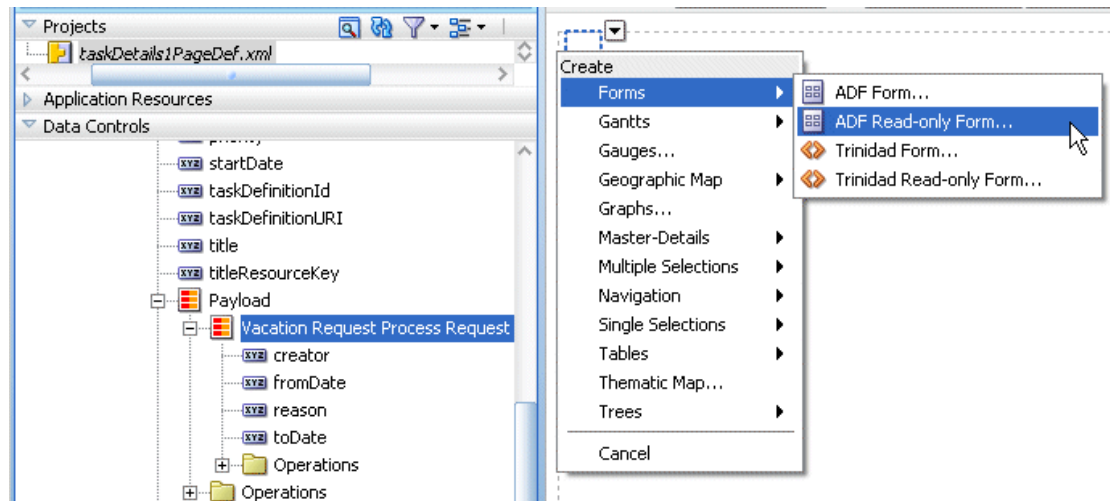 Projects
taskDetails1PageDef.xml
Application Resources
Data Controls
startDate
taskDefinitionId
taskDefinitionURI
title
titleResourceKey
Payload
Vacation Request Process Request
creator
fromDate
reason
toDate
Operations
Operations
Create
Forms
Gantts
Gauges...
Geographic Map
Graphs...
Master-Details
Multiple Selections
Navigation
Single Selections
Tables
Thematic Map...
Trees
Cancel
ADF Form...
ADF Read-only Form...
Trinidad Form...
Trinidad Read-only Form...